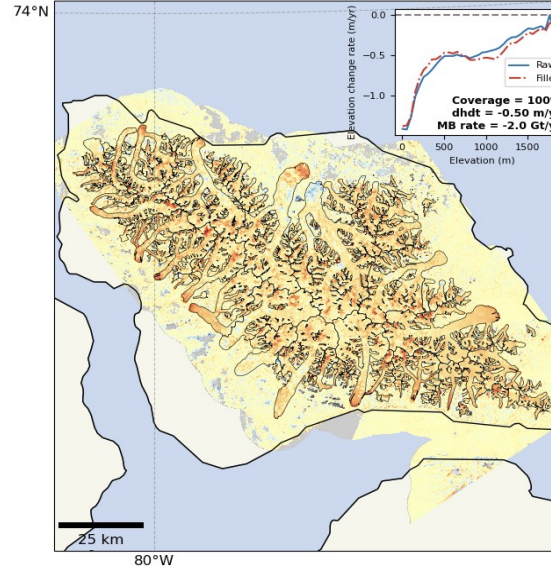 74°N
0.0
−0.5
−1.0
Elevation change rate (m/yr)
Raw
Fille
Coverage = 100
dhdt = −0.50 m/y
MB rate = −2.0 Gt/
0 500 1000 1500
Elevation (m)
25 km
80°W